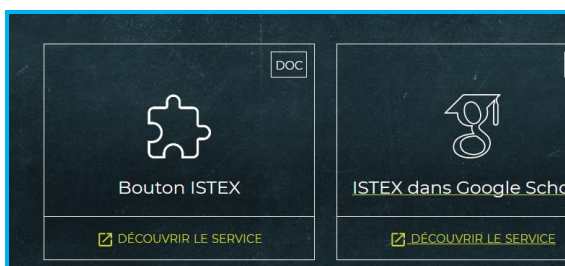 DOC
Bouton ISTEX
DÉCOUVRIR LE SERVICE
ISTEX dans Google Scho
DÉCOUVRIR LE SERVICE